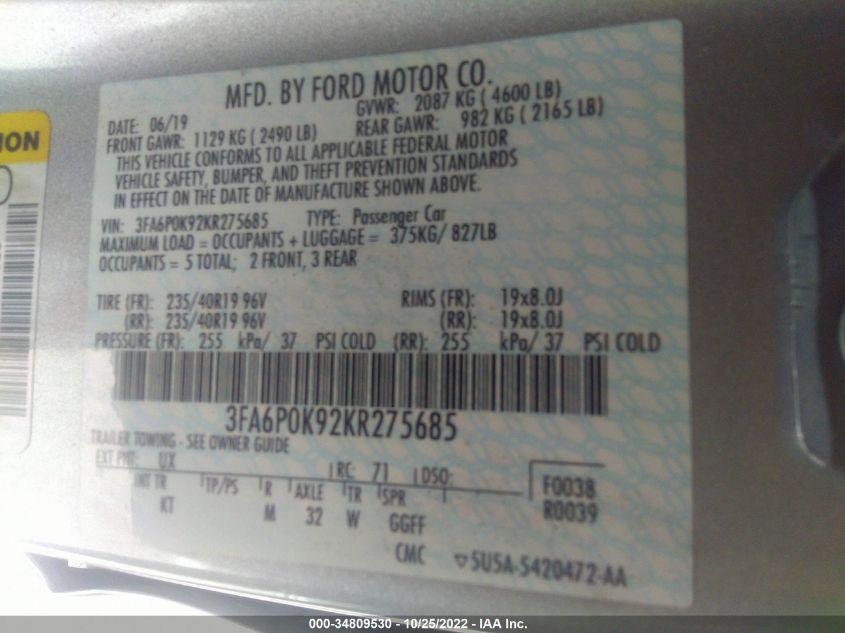 MFD. BY FORD MOTOR CO.
DATE: 06/19 GVWR: 2087 KG ( 4600 LB)
FRONT GAWR: 1129 KG ( 2490 LB) REAR GAWR: 982 KG ( 2165 LB)
THIS VEHICLE CONFORMS TO ALL APPLICABLE FEDERAL MOTOR
VEHICLE SAFETY, BUMPER, AND THEFT PREVENTION STANDARDS
IN EFFECT ON THE DATE OF MANUFACTURE SHOWN ABOVE.
VIN: 3FA6P0K92KR275685 TYPE: Passenger Car
MAXIMUM LOAD = OCCUPANTS + LUGGAGE = 375KG/ 827LB
OCCUPANTS = 5 TOTAL; 2 FRONT, 3 REAR
TIRE (FR): 235/40R19 96V RIMS (FR): 19x8.0J
(RR): 235/40R19 96V (RR): 19x8.0J
PRESSURE (FR): 255 kPa/ 37 PSI COLD (RR): 255 kPa/ 37 PSI COLD
3FA6P0K92KR275685
TRAILER TOWING - SEE OWNER GUIDE
EXT PNT: UX RC: 71 DSO:
INT TR TP/PS R AXLE TR SPR F0038
KT M 32 W GGFF R0039
CMC ▽5U5A-5420472-AA
ION
000-34809530 - 10/25/2022 - IAA Inc.